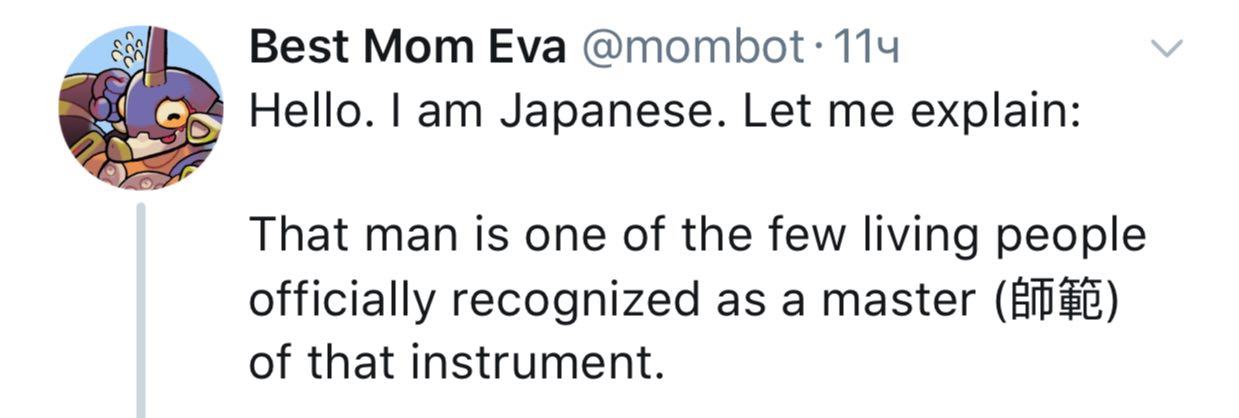 Best Mom Eva @mombot · 11ч
Hello. I am Japanese. Let me explain:
That man is one of the few living people
officially recognized as a master (師範)
of that instrument.